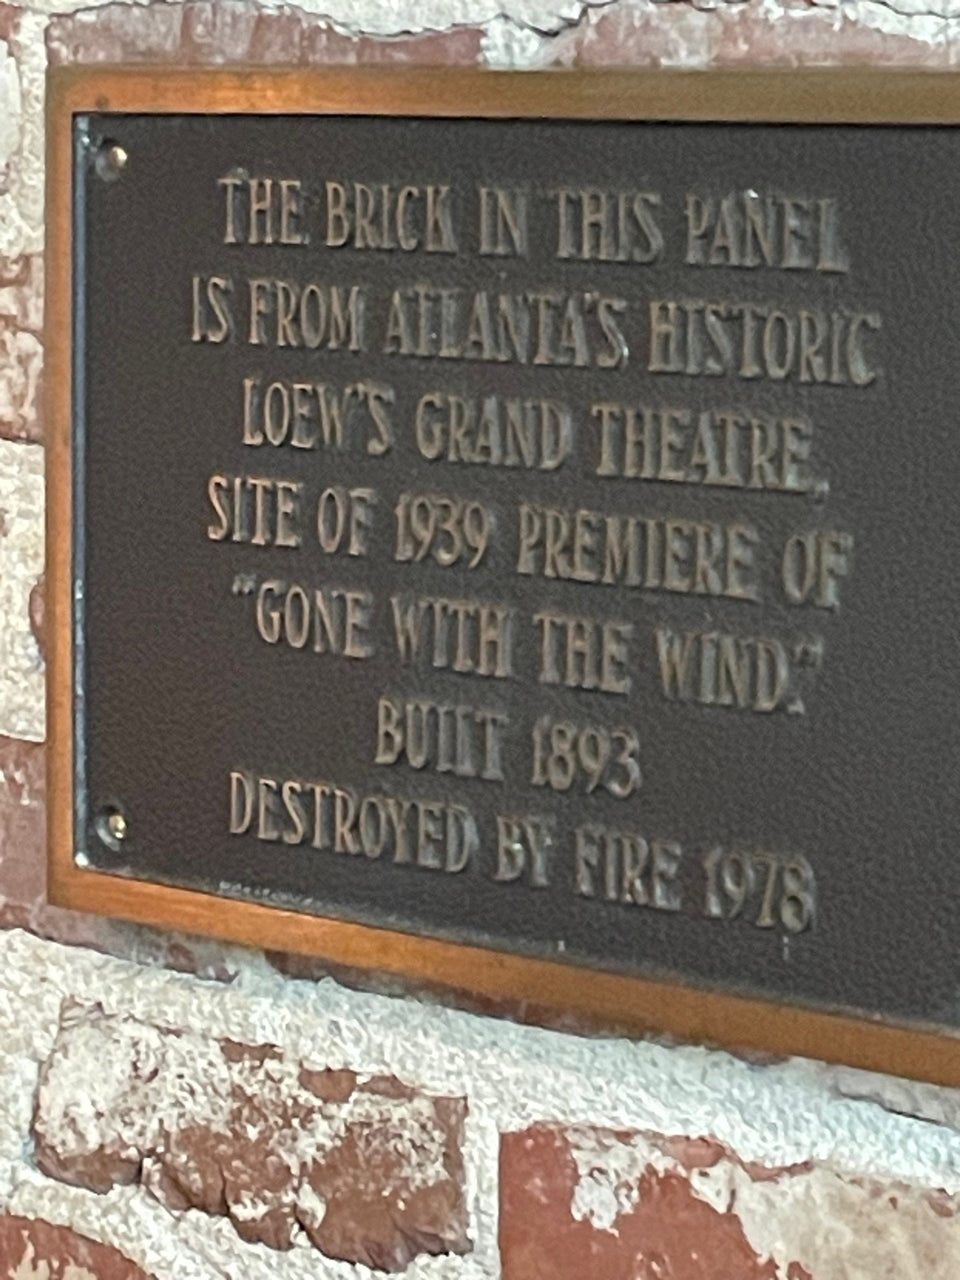 THE BRICK IN THIS PANEL
IS FROM ATLANTA'S HISTORIC
LOEW'S GRAND THEATRE,
SITE OF 1939 PREMIERE OF
"GONE WITH THE WIND."
BUILT 1893
DESTROYED BY FIRE 1978